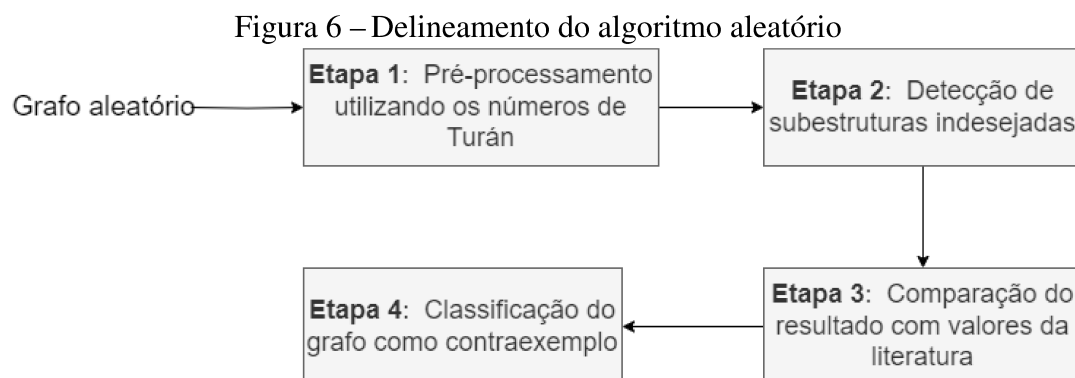 Figura 6 – Delineamento do algoritmo aleatório
Grafo aleatório
Etapa 1: Pré-processamento
utilizando os números de
Turán
Etapa 2: Detecção de
subestruturas indesejadas
Etapa 3: Comparação do
resultado com valores da
literatura
Etapa 4: Classificação do
grafo como contraexemplo